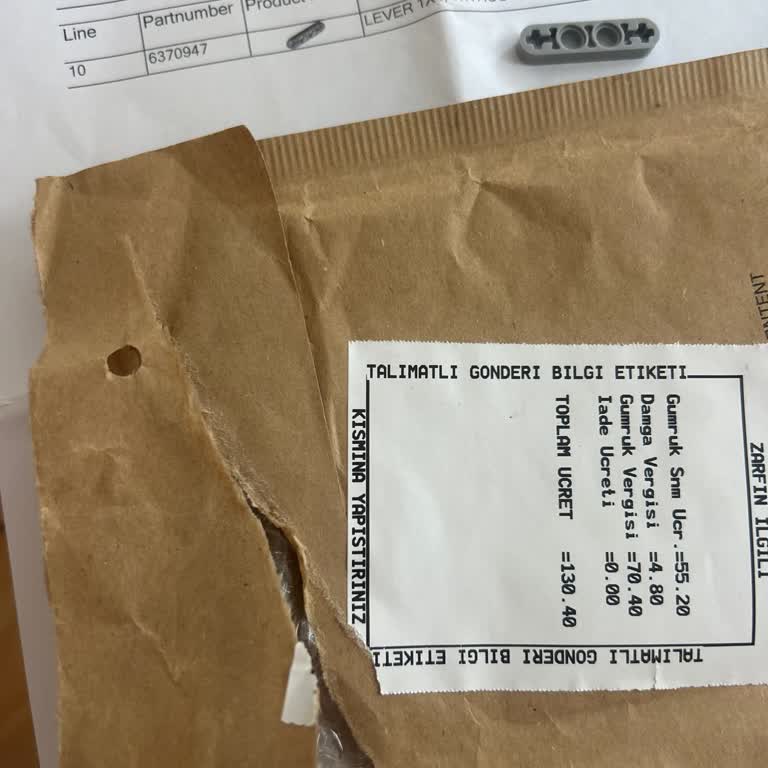 Line
Partnumber
Product
10
6370947
LEVER
TALIMATLI GONDERI BILGI ETIKETI
Gumruk Snm Ucr.=55.20
Damga Vergisi =4.80
Gumruk Vergisi =70.40
Iade Ucreti =0.00
TOPLAM UCRET =130.40
KISMINA YAPISTIRINIZ
ZARFIN ILGILI
TALIMATLI GONDERI BILGI ETIKETI